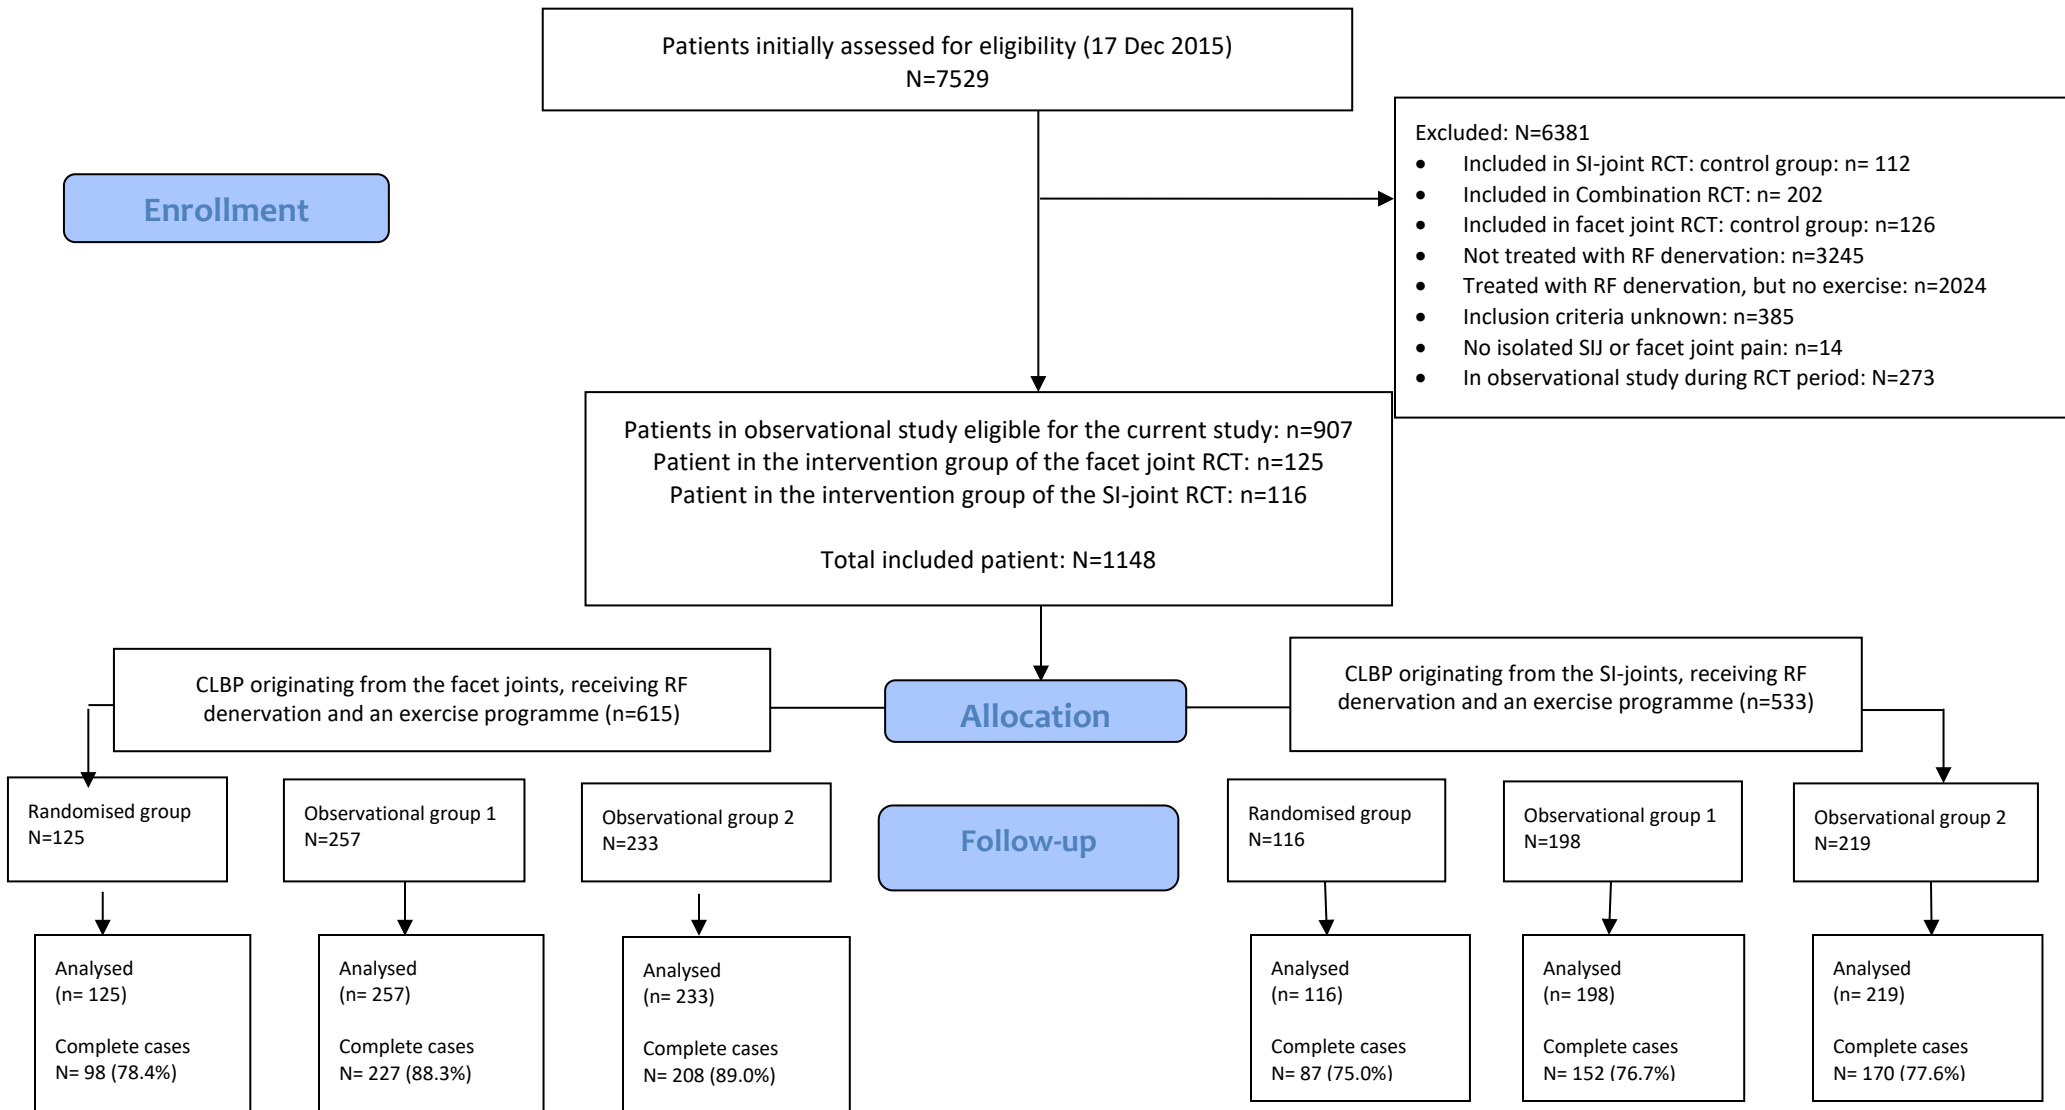 Patients initially assessed for eligibility (17 Dec 2015)
N=7529
Enrollment
Excluded: N=6381
• Included in SI-joint RCT: control group: n= 112
• Included in Combination RCT: n= 202
• Included in facet joint RCT: control group: n=126
• Not treated with RF denervation: n=3245
• Treated with RF denervation, but no exercise: n=2024
• Inclusion criteria unknown: n=385
• No isolated SIJ or facet joint pain: n=14
• In observational study during RCT period: N=273
Patients in observational study eligible for the current study: n=907
Patient in the intervention group of the facet joint RCT: n=125
Patient in the intervention group of the SI-joint RCT: n=116
Total included patient: N=1148
CLBP originating from the facet joints, receiving RF
denervation and an exercise programme (n=615)
Allocation
CLBP originating from the SI-joints, receiving RF
denervation and an exercise programme (n=533)
Randomised group
N=125
Observational group 1
N=257
Observational group 2
N=233
Follow-up
Randomised group
N=116
Observational group 1
N=198
Observational group 2
N=219
Analysed
(n= 125)
Complete cases
N= 98 (78.4%)
Analysed
(n= 257)
Complete cases
N= 227 (88.3%)
Analysed
(n= 233)
Complete cases
N= 208 (89.0%)
Analysed
(n= 116)
Complete cases
N= 87 (75.0%)
Analysed
(n= 198)
Complete cases
N= 152 (76.7%)
Analysed
(n= 219)
Complete cases
N= 170 (77.6%)